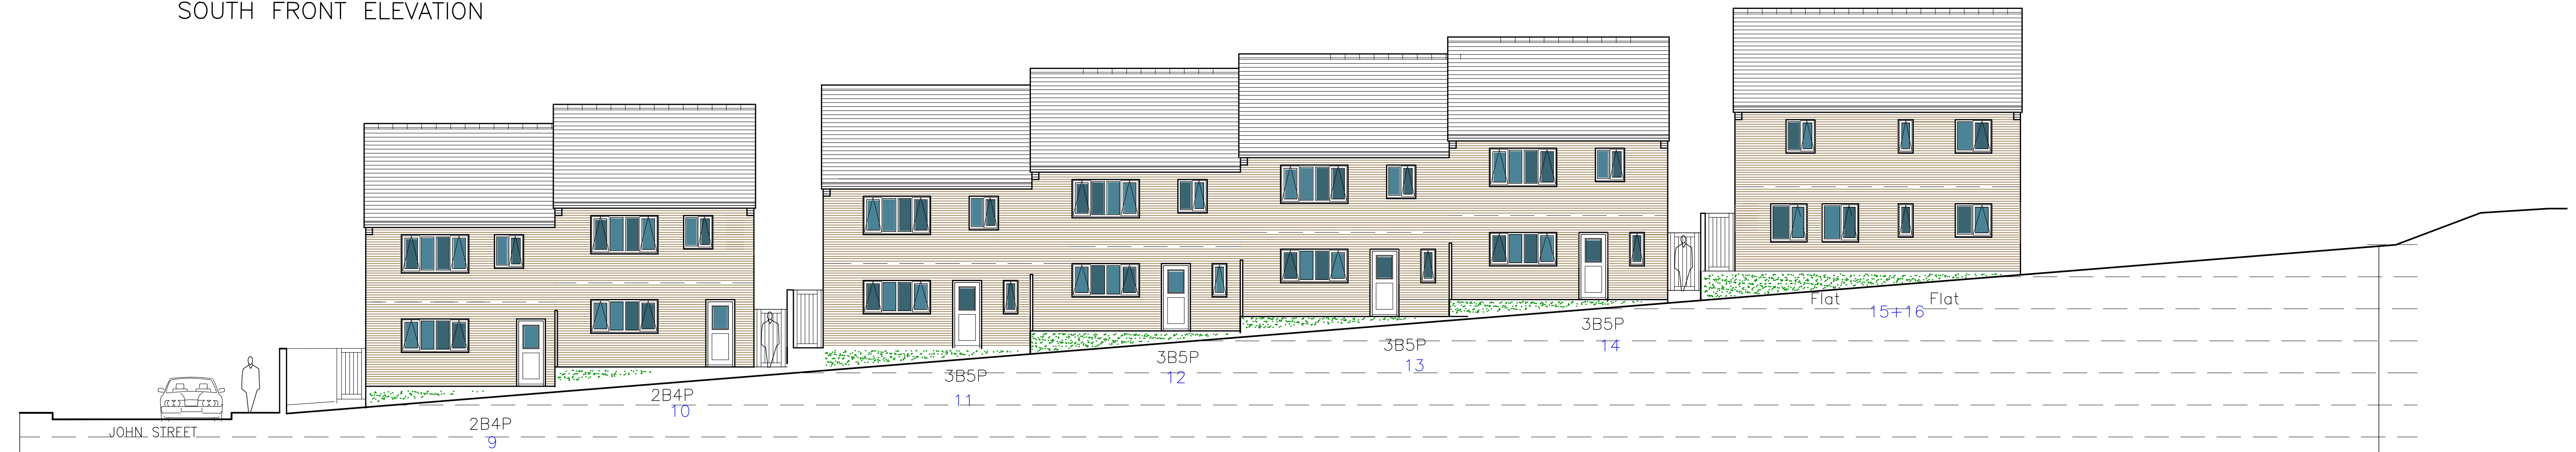 SOUTH FRONT ELEVATION
JOHN STREET
2B4P
9
2B4P
10
3B5P
11
3B5P
12
3B5P
13
3B5P
14
Flat Flat
15+16